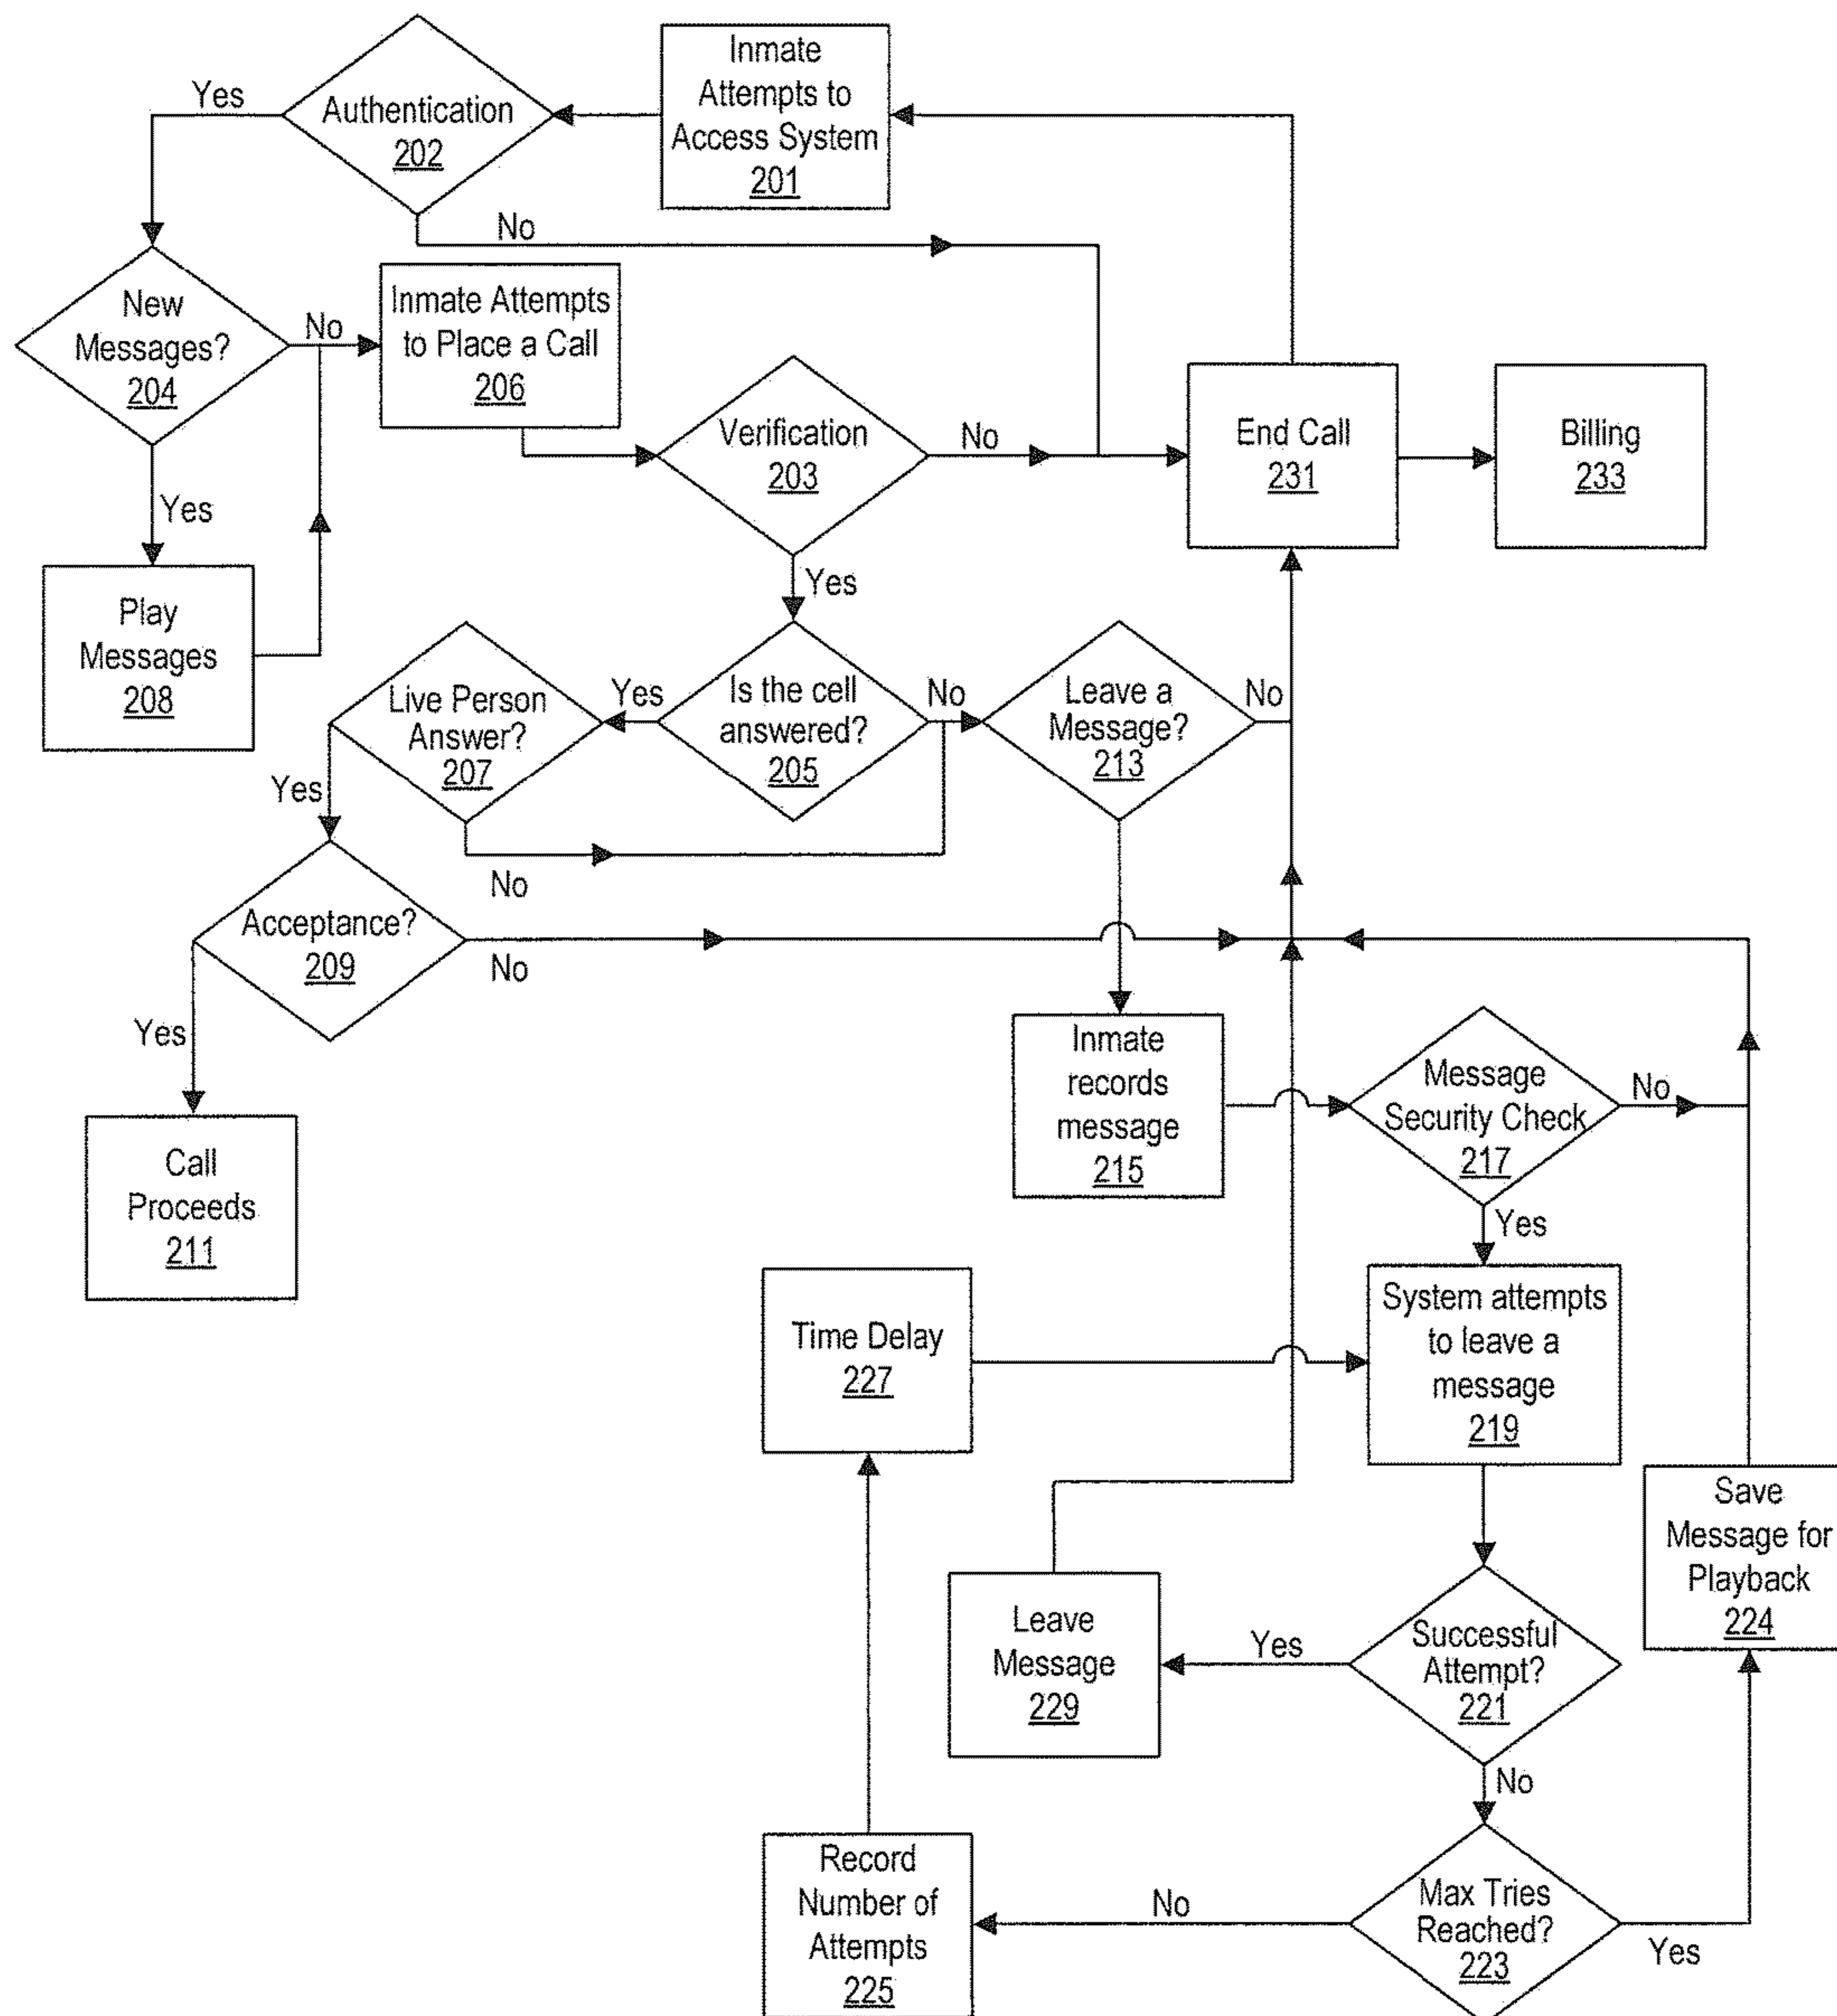 Inmate
Attempts to
Access System
201
Authentication
202
Yes
No
New
Messages?
204
No
Yes
Inmate Attempts
to Place a Call
206
Verification
203
No
Yes
End Call
231
Billing
233
Play
Messages
208
Live Person
Answer?
207
Yes
Is the cell
answered?
205
No
Leave a
Message?
213
No
Yes
No
Acceptance?
209
No
Yes
Call
Proceeds
211
Inmate
records
message
215
Message
Security Check
217
No
Yes
Time Delay
227
System attempts
to leave a
message
219
Save
Message for
Playback
224
Leave
Message
229
Yes
Successful
Attempt?
221
No
Record
Number of
Attempts
225
No
Max Tries
Reached?
223
Yes